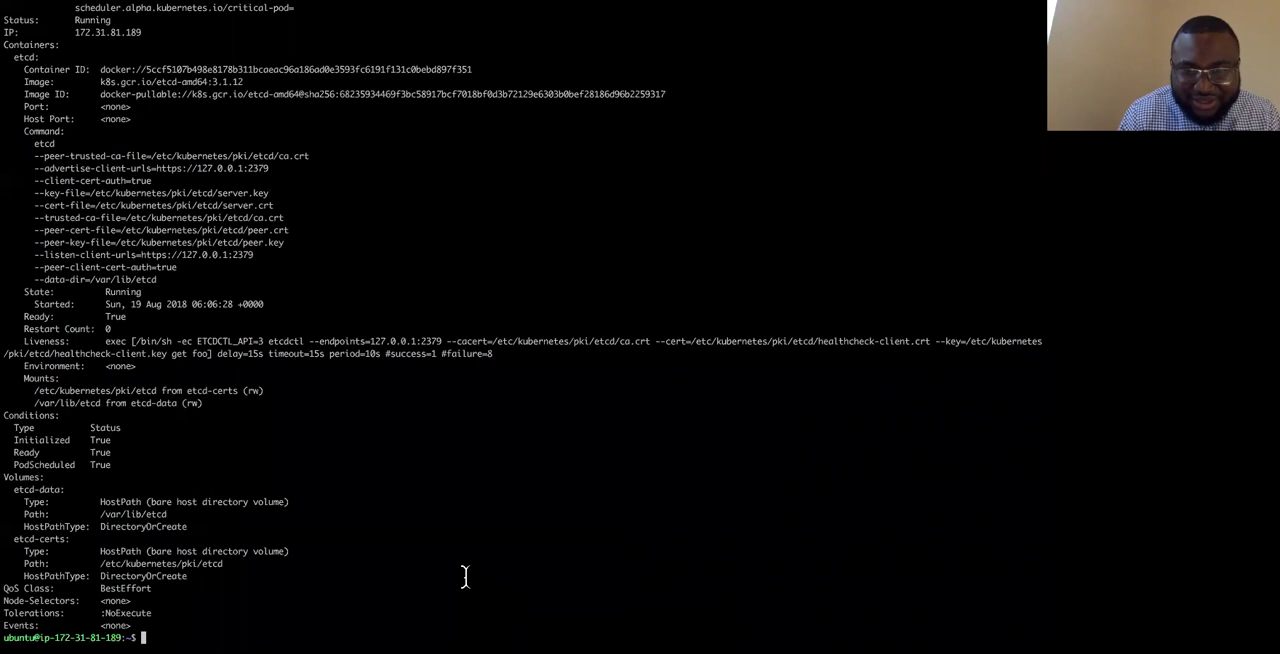 scheduler.alpha.kubernetes.io/critical-pod=
Status: Running
IP: 172.31.81.189
Containers:
etcd:
Container ID: docker://5ccf5107b498e8178b311bcaeac96a186ad0e3593fc6191f131c0bebd897f351
Image: k8s.gcr.io/etcd-amd64:3.1.12
Image ID: docker-pullable://k8s.gcr.io/etcd-amd64@sha256:68235934469f3bc58917bcf7018bf0d3b72129e6303b0bef28186d96b2259317
Port: <none>
Host Port: <none>
Command:
etcd
--peer-trusted-ca-file=/etc/kubernetes/pki/etcd/ca.crt
--advertise-client-urls=https://127.0.0.1:2379
--client-cert-auth=true
--key-file=/etc/kubernetes/pki/etcd/server.key
--cert-file=/etc/kubernetes/pki/etcd/server.crt
--trusted-ca-file=/etc/kubernetes/pki/etcd/ca.crt
--peer-cert-file=/etc/kubernetes/pki/etcd/peer.crt
--peer-key-file=/etc/kubernetes/pki/etcd/peer.key
--listen-client-urls=https://127.0.0.1:2379
--peer-client-cert-auth=true
--data-dir=/var/lib/etcd
State: Running
Started: Sun, 19 Aug 2018 06:06:28 +0000
Ready: True
Restart Count: 0
Liveness: exec [/bin/sh -ec ETCDCTL_API=3 etcdctl --endpoints=127.0.0.1:2379 --cacert=/etc/kubernetes/pki/etcd/ca.crt --cert=/etc/kubernetes/pki/etcd/healthcheck-client.crt --key=/etc/kubernetes
/pki/etcd/healthcheck-client.key get foo] delay=15s timeout=15s period=10s #success=1 #failure=8
Environment: <none>
Mounts:
/etc/kubernetes/pki/etcd from etcd-certs (rw)
/var/lib/etcd from etcd-data (rw)
Conditions:
Type Status
Initialized True
Ready True
PodScheduled True
Volumes:
etcd-data:
Type: HostPath (bare host directory volume)
Path: /var/lib/etcd
HostPathType: DirectoryOrCreate
etcd-certs:
Type: HostPath (bare host directory volume)
Path: /etc/kubernetes/pki/etcd
HostPathType: DirectoryOrCreate
QoS Class: BestEffort
Node-Selectors: <none>
Tolerations: :NoExecute
Events: <none>
ubuntu@ip-172-31-81-189:~$